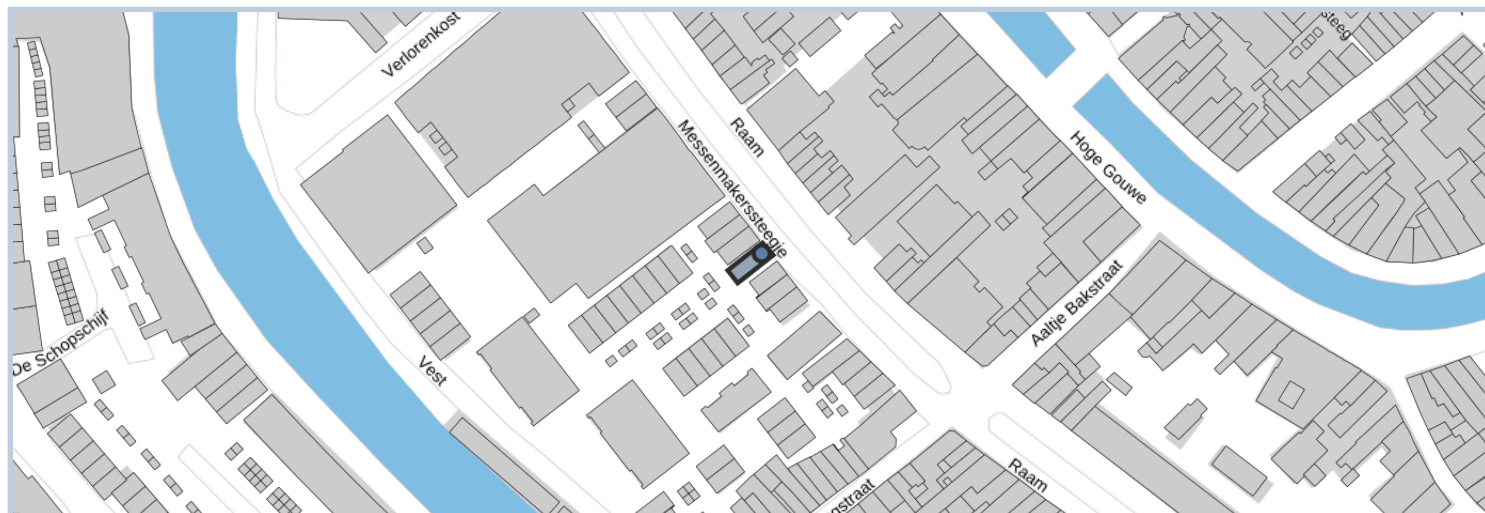 Verlorenkost
Raam
Messenmakerssteegje
Hoge Gouwe
Aaltje Bakstraat
De Schopschijf
Vest
Raam